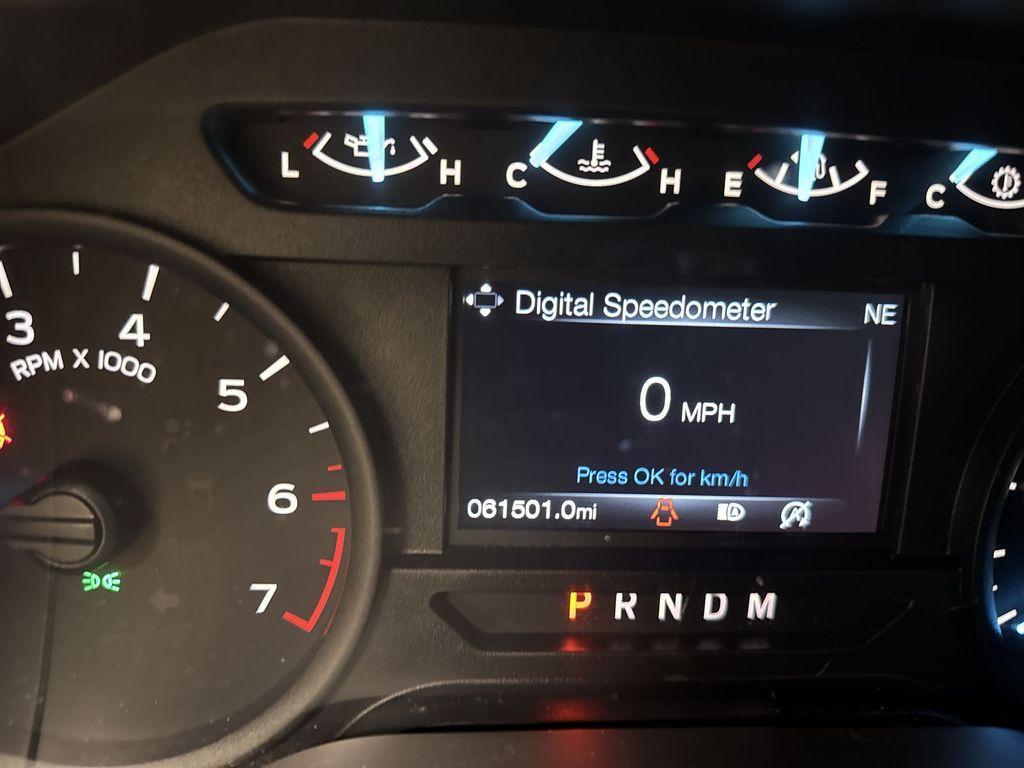 L H C H E F C
Digital Speedometer NE
3 4 5 6 7
RPM X 1000
0 MPH
Press OK for km/h
061501.0mi
P R N D M